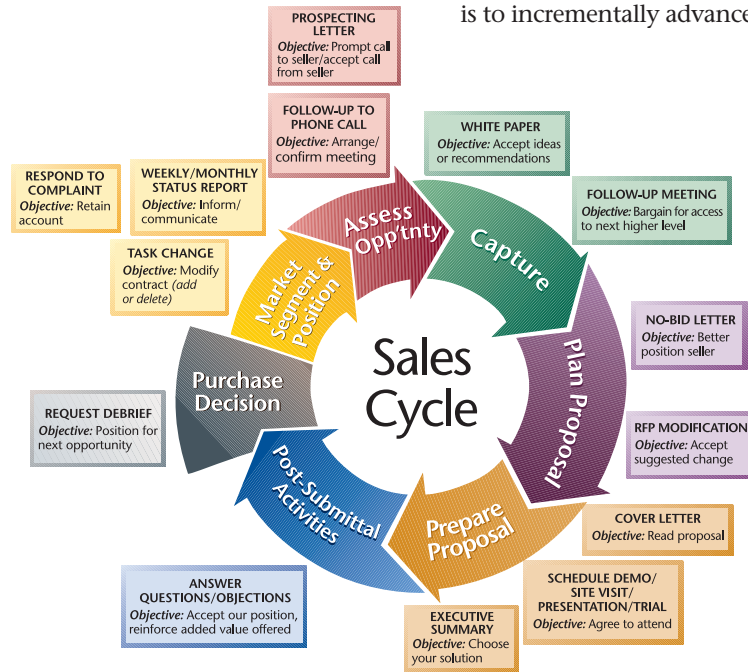 is to incrementally advance
PROSPECTING
LETTER
Objective: Prompt call
to seller/accept call
from seller
FOLLOW-UP TO
PHONE CALL
Objective: Arrange/
confirm meeting
WHITE PAPER
Objective: Accept ideas
or recommendations
FOLLOW-UP MEETING
Objective: Bargain for access
to next higher level
NO-BID LETTER
Objective: Better
position seller
RFP MODIFICATION
Objective: Accept
suggested change
COVER LETTER
Objective: Read proposal
SCHEDULE DEMO/
SITE VISIT/
PRESENTATION/TRIAL
Objective: Agree to attend
EXECUTIVE
SUMMARY
Objective: Choose
your solution
ANSWER
QUESTIONS/OBJECTIONS
Objective: Accept our position,
reinforce added value offered
REQUEST DEBRIEF
Objective: Position for
next opportunity
TASK CHANGE
Objective: Modify
contract (add
or delete)
RESPOND TO
COMPLAINT
Objective: Retain
account
WEEKLY/MONTHLY
STATUS REPORT
Objective: Inform/
communicate
Assess
Opp'tnty
Capture
Plan Proposal
Prepare
Proposal
Post-Submittal
Activities
Purchase
Decision
Market
Segment &
Position
Sales
Cycle